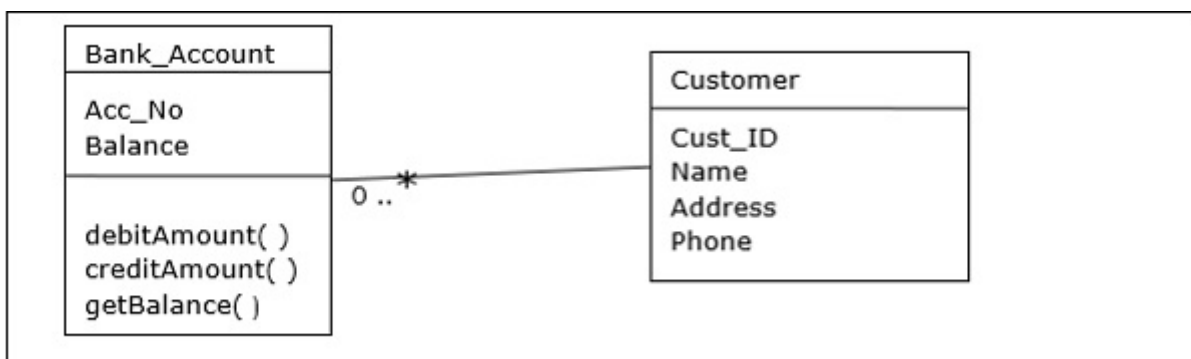 Bank_Account
Acc_No
Balance
debitAmount( )
creditAmount( )
getBalance( )
0 ..*
Customer
Cust_ID
Name
Address
Phone